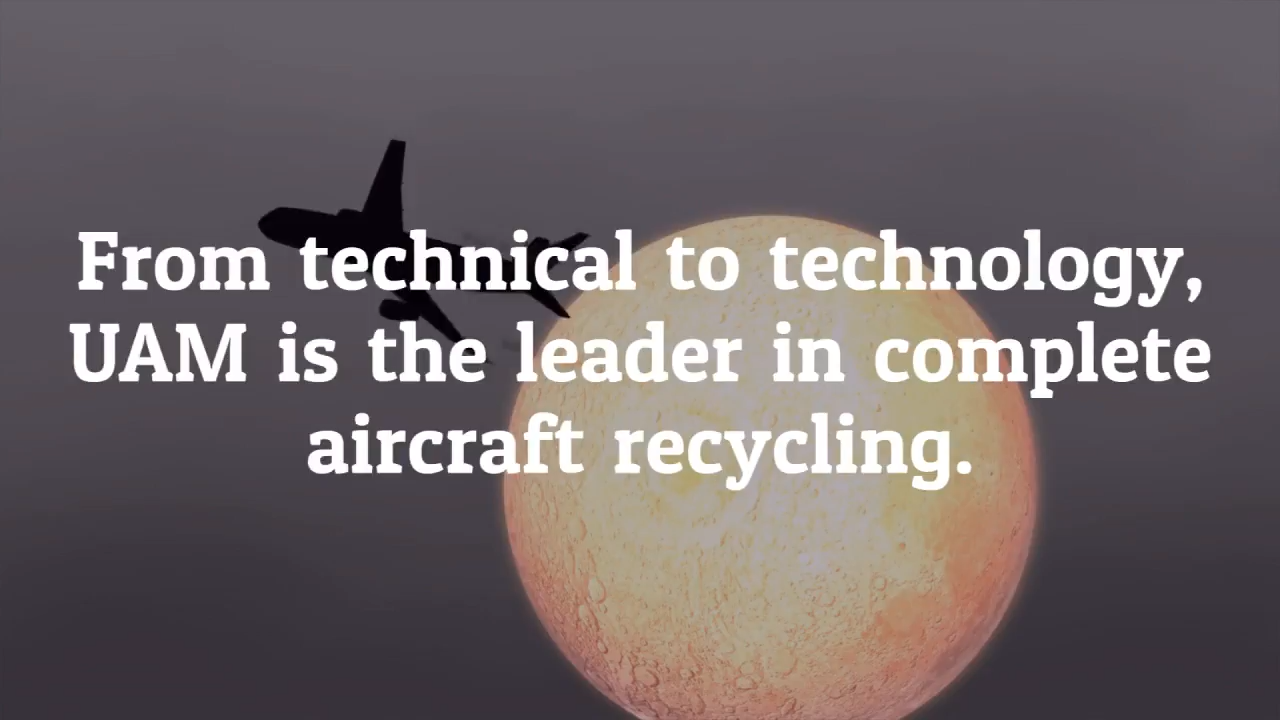 From technical to technology,
UAM is the leader in complete
aircraft recycling.